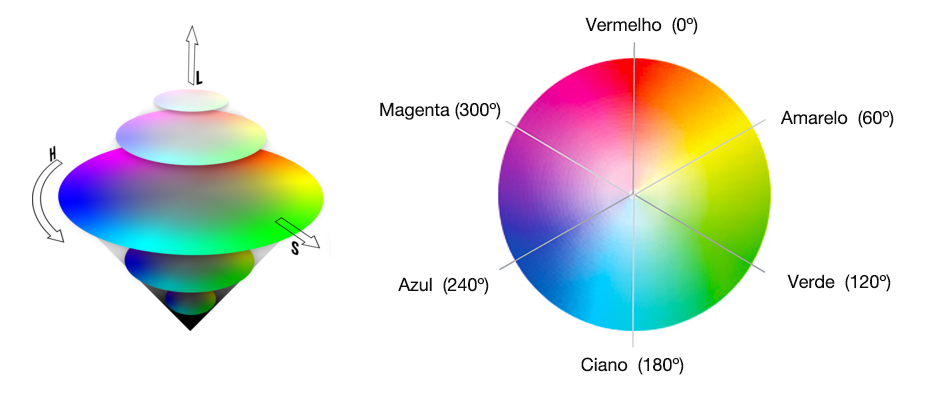 L
H
S
Vermelho (0º)
Magenta (300º)
Amarelo (60º)
Azul (240º)
Verde (120º)
Ciano (180º)